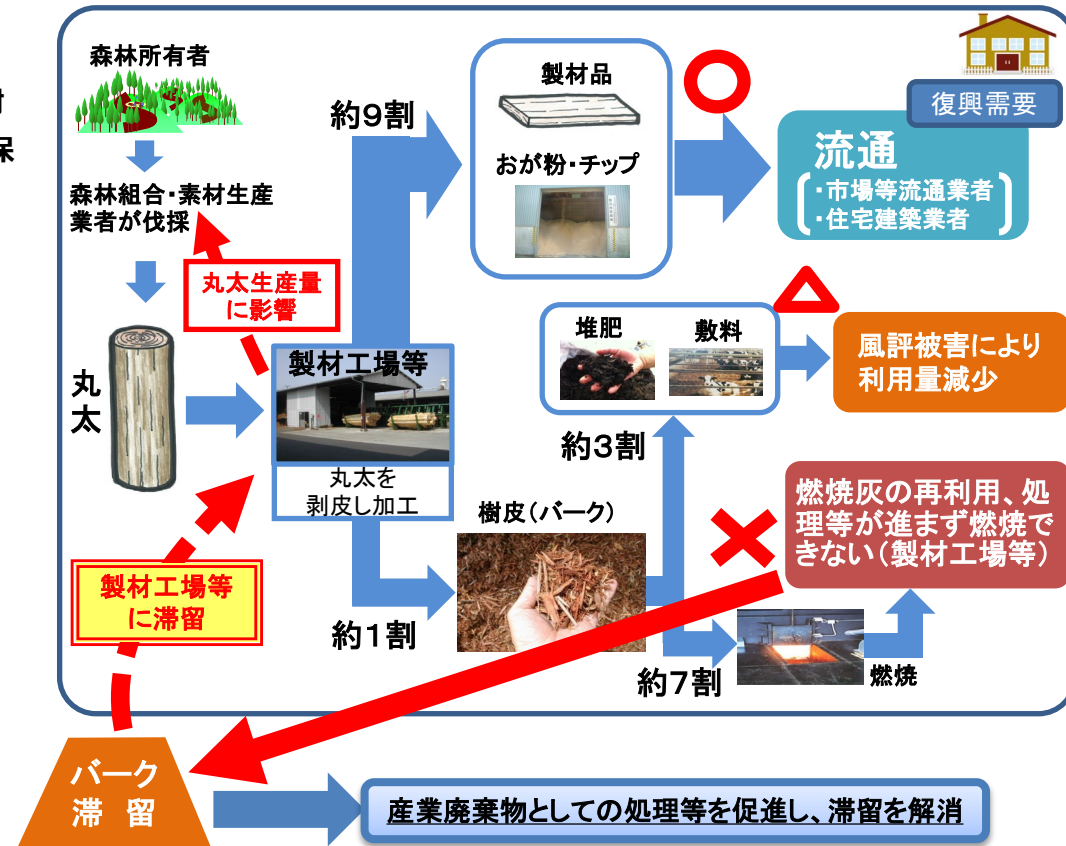 森林所有者
対
保
森林組合・素材生産
業者が伐採
丸太生産量
に影響
丸
太
製材工場等
丸太を
剥皮し加工
製材工場等
に滞留
約9割
製材品
おが粉・チップ
復興需要
流通
・市場等流通業者
・住宅建築業者
堆肥
敷料
風評被害により
利用量減少
約3割
約1割
樹皮(バーク)
約7割
燃焼
燃焼灰の再利用、処
理等が進まず燃焼で
きない(製材工場等)
バーク
滞 留
産業廃棄物としての処理等を促進し、滞留を解消